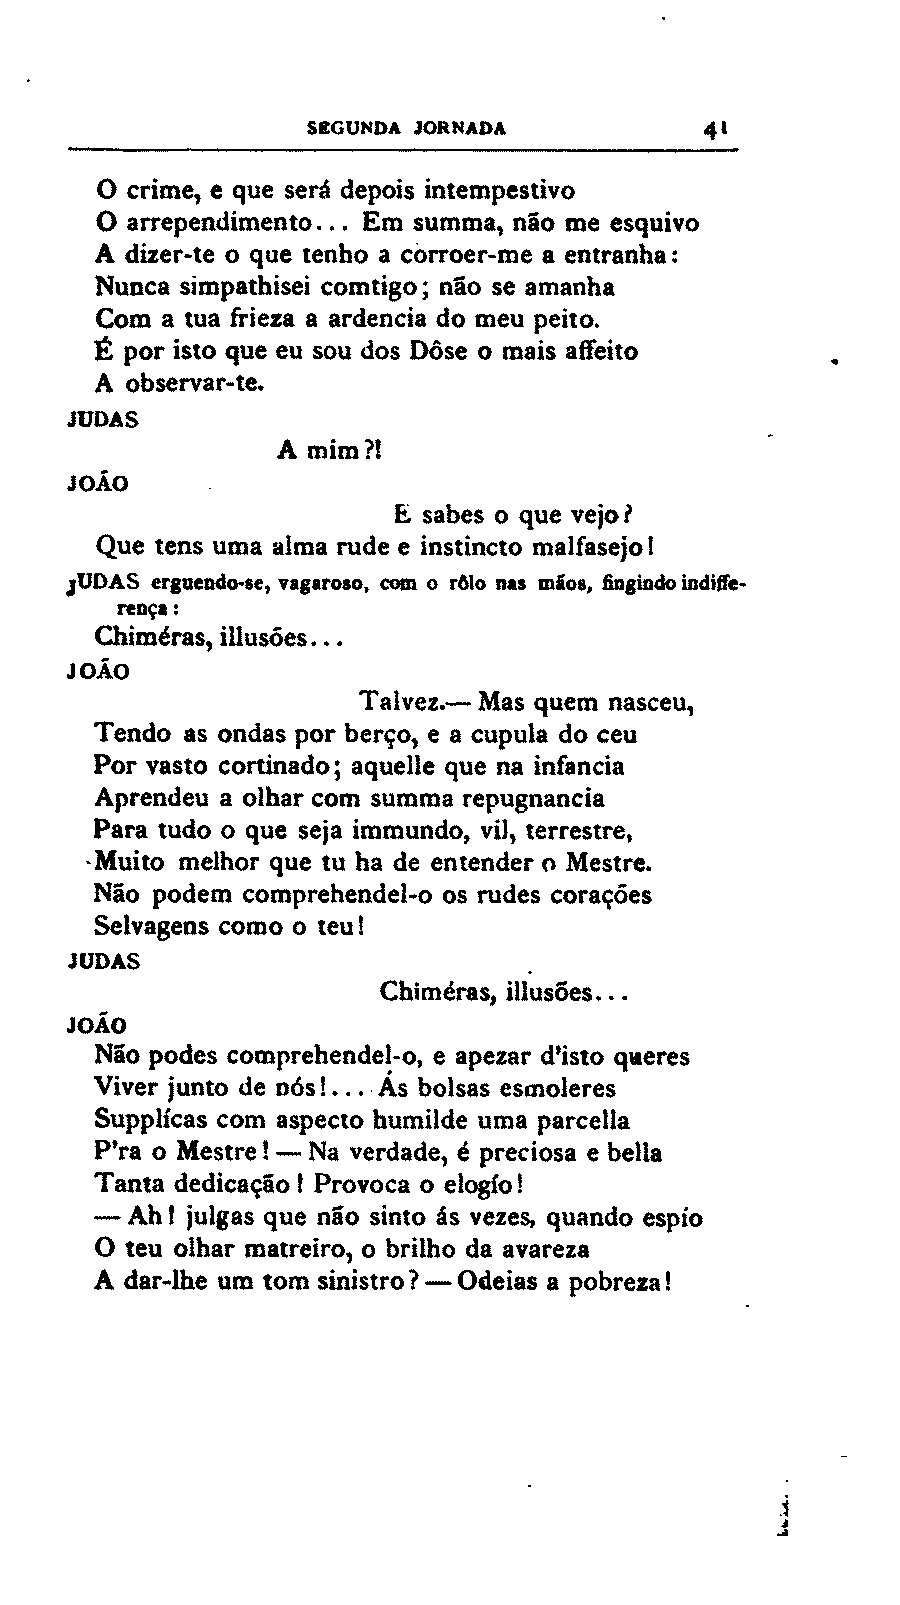 SEGUNDA JORNADA 41
O crime, e que será depois intempestivo
O arrependimento... Em summa, não me esquivo
A dizer-te o que tenho a corroer-me a entranha:
Nunca simpathisei comtigo; não se amanha
Com a tua frieza a ardencia do meu peito.
É por isto que eu sou dos Dôse o mais affeito
A observar-te.
JUDAS
A mim?!
JOÃO
E sabes o que vejo?
Que tens uma alma rude e instincto malfasejo!
JUDAS erguendo-se, vagaroso, com o rôlo nas mãos, fingindo indiffe-
rença:
Chiméras, illusões...
JOÃO
Talvez.— Mas quem nasceu,
Tendo as ondas por berço, e a cupula do ceu
Por vasto cortinado; aquelle que na infancia
Aprendeu a olhar com summa repugnancia
Para tudo o que seja immundo, vil, terrestre,
Muito melhor que tu ha de entender o Mestre.
Não podem comprehendel-o os rudes corações
Selvagens como o teu!
JUDAS
Chiméras, illusões...
JOÃO
Não podes comprehendel-o, e apezar d'isto queres
Viver junto de nós!... Ás bolsas esmoleres
Supplícas com aspecto humilde uma parcella
P'ra o Mestre! — Na verdade, é preciosa e bella
Tanta dedicação! Provoca o elogío!
— Ah! julgas que não sinto ás vezes, quando espío
O teu olhar matreiro, o brilho da avareza
A dar-lhe um tom sinistro? — Odeias a pobreza!